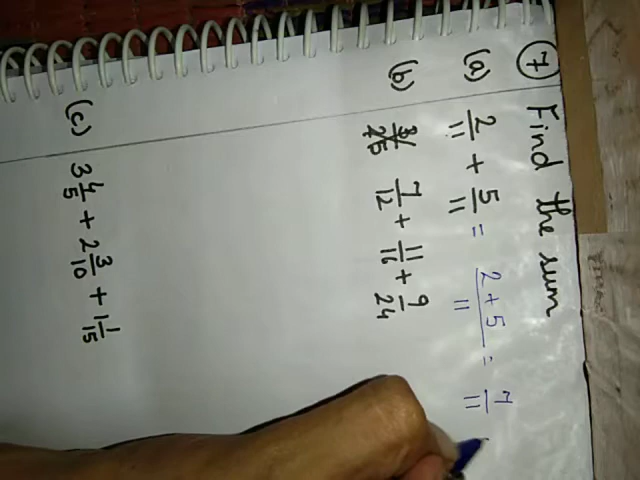 ⑦ Find the sum
(a) 2/11 + 5/11 = 2+5/11 = 7/11
(b) 7/12 + 11/16 + 9/24
(c) 3 4/5 + 2 3/10 + 1 1/15